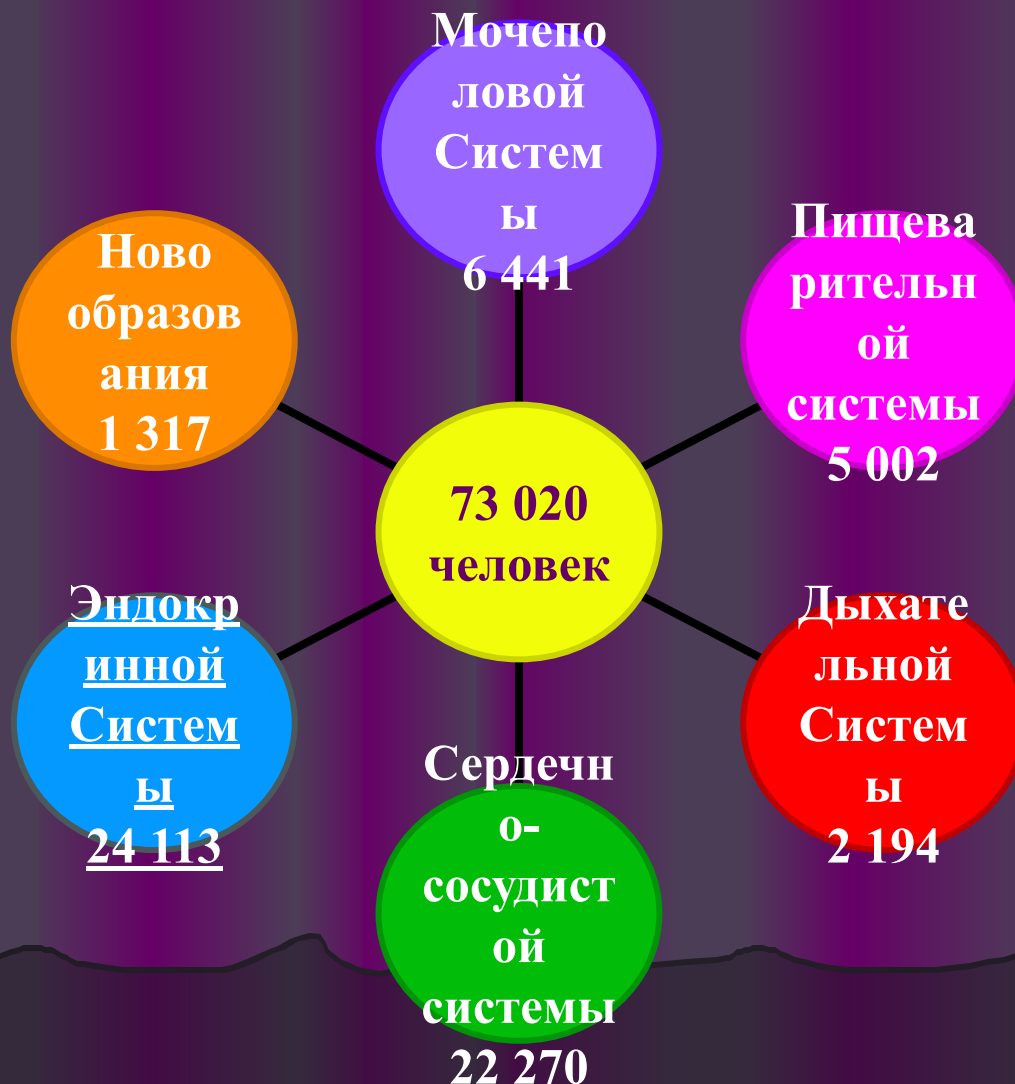 Мочепо
ловой
Систем
ы
6 441
Ново
образов
ания
1 317
Пищева
рительн
ой
системы
5 002
73 020
человек
Эндокр
инной
Систем
ы
24 113
Дыхате
льной
Систем
ы
2 194
Сердечн
о-
сосудист
ой
системы
22 270